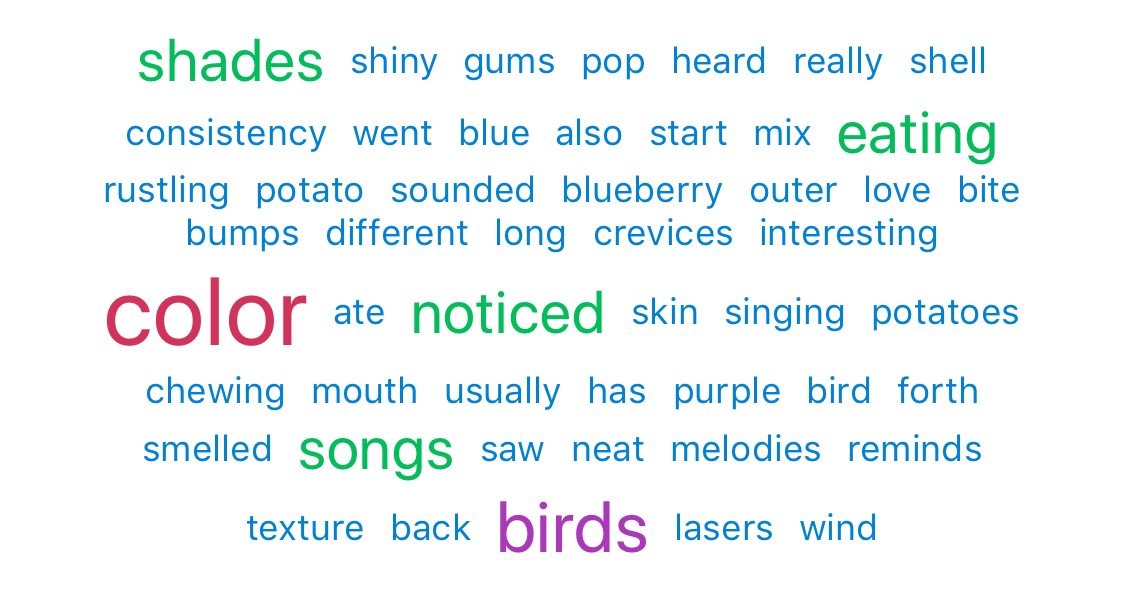 shades shiny gums pop heard really shell
consistency went blue also start mix eating
rustling potato sounded blueberry outer love bite
bumps different long crevices interesting
color ate noticed skin singing potatoes
chewing mouth usually has purple bird forth
smelled songs saw neat melodies reminds
texture back birds lasers wind